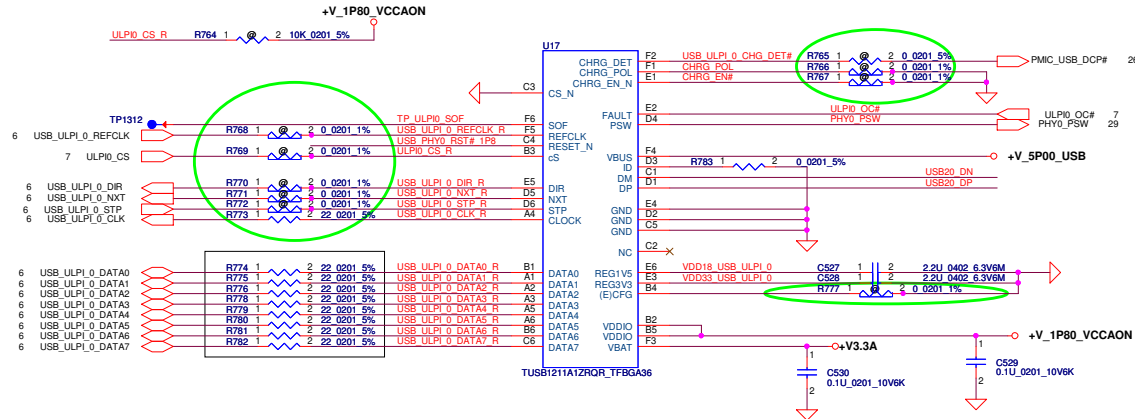 +V_1P80_VCCAON
ULPI0_CS_R R764 1 @ 2 10K_0201_5%
U17
CHRG_DET F2 USB_ULPI_0_CHG_DET# R765 1 @ 2 0_0201_5% PMIC_USB_DCP# 26
CHRG_POL F1 CHRG_POL R766 1 @ 2 0_0201_1%
CHRG_EN_N E1 CHRG_EN# R767 1 @ 2 0_0201_1%
C3 CS_N
FAULT E2 ULPI0_OC# ULPI0_OC# 7
PSW D4 PHY0_PSW PHY0_PSW 29
TP1312 TP_ULPI0_SOF F6 SOF
6 USB_ULPI_0_REFCLK R768 1 @ 2 0_0201_1% USB_ULPI_0_REFCLK_R F5 REFCLK
USB_PHY0_RST#_1P8 C4 RESET_N
7 ULPI0_CS R769 1 @ 2 0_0201_1% ULPI0_CS_R B3 cS
VBUS F4 +V_5P00_USB
ID D3 R783 1 2 0_0201_5%
DM C1 USB20_DN
DP D1 USB20_DP
6 USB_ULPI_0_DIR R770 1 @ 2 0_0201_1% USB_ULPI_0_DIR_R E5 DIR
6 USB_ULPI_0_NXT R771 1 @ 2 0_0201_1% USB_ULPI_0_NXT_R D5 NXT
6 USB_ULPI_0_STP R772 1 @ 2 0_0201_1% USB_ULPI_0_STP_R D6 STP
6 USB_ULPI_0_CLK R773 1 2 22_0201_5% USB_ULPI_0_CLK_R A4 CLOCK
GND E4
GND D2
GND C5
NC C2
6 USB_ULPI_0_DATA0 R774 1 2 22_0201_5% USB_ULPI_0_DATA0_R B1 DATA0
6 USB_ULPI_0_DATA1 R775 1 2 22_0201_5% USB_ULPI_0_DATA1_R A1 DATA1
6 USB_ULPI_0_DATA2 R776 1 2 22_0201_5% USB_ULPI_0_DATA2_R A2 DATA2
6 USB_ULPI_0_DATA3 R778 1 2 22_0201_5% USB_ULPI_0_DATA3_R A3 DATA3
6 USB_ULPI_0_DATA4 R779 1 2 22_0201_5% USB_ULPI_0_DATA4_R A5 DATA4
6 USB_ULPI_0_DATA5 R780 1 2 22_0201_5% USB_ULPI_0_DATA5_R A6 DATA5
6 USB_ULPI_0_DATA6 R781 1 2 22_0201_5% USB_ULPI_0_DATA6_R B6 DATA6
6 USB_ULPI_0_DATA7 R782 1 2 22_0201_5% USB_ULPI_0_DATA7_R C6 DATA7
REG1V5 E6 VDD18_USB_ULPI_0 C527 1 2 2.2U_0402_6.3V6M
REG3V3 E3 VDD33_USB_ULPI_0 C528 1 2 2.2U_0402_6.3V6M
(E)CFG B4 R777 1 @ 2 0_0201_1%
VDDIO B2
VDDIO B5 +V_1P80_VCCAON
VBAT F3 +V3.3A
TUSB1211A1ZRQR_TFBGA36
1 C530 0.1U_0201_10V6K 2
1 C529 0.1U_0201_10V6K 2